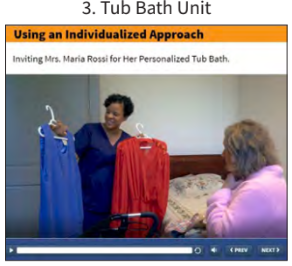 3. Tub Bath Unit
Using an Individualized Approach
Inviting Mrs. Maria Rossi for Her Personalized Tub Bath.
< PREV
NEXT >